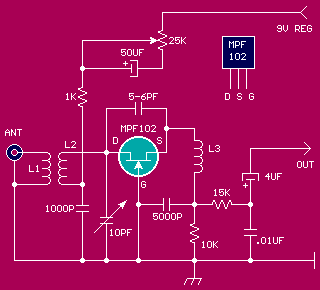 9V REG
25K
50UF
+
MPF
102
D S G
1K
5-6PF
MPF102
D
S
G
ANT
L1
L2
L3
1000P
10PF
5000P
15K
4UF
+
OUT
10K
.01UF